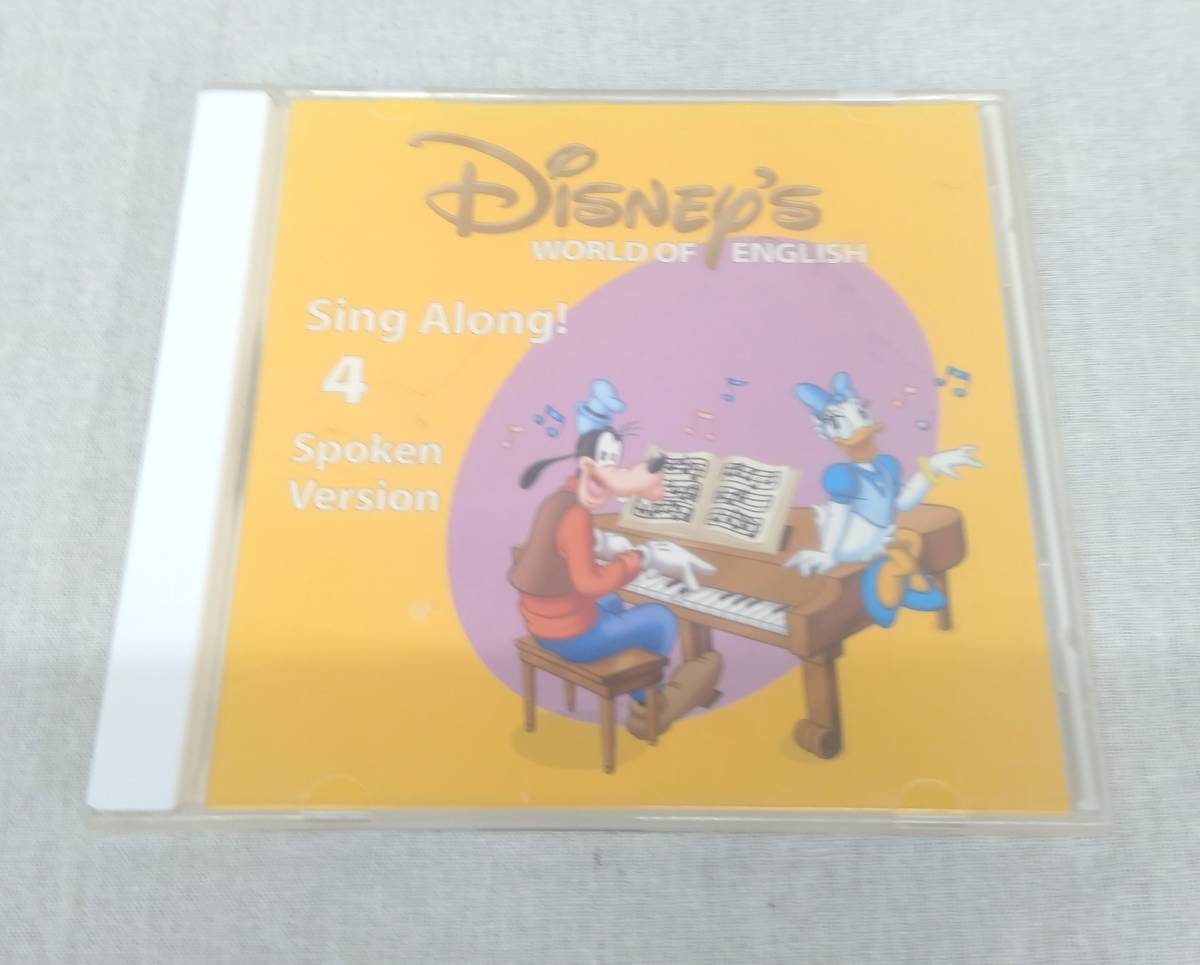 Disney's
WORLD OF ENGLISH
Sing Along!
4
Spoken
Version